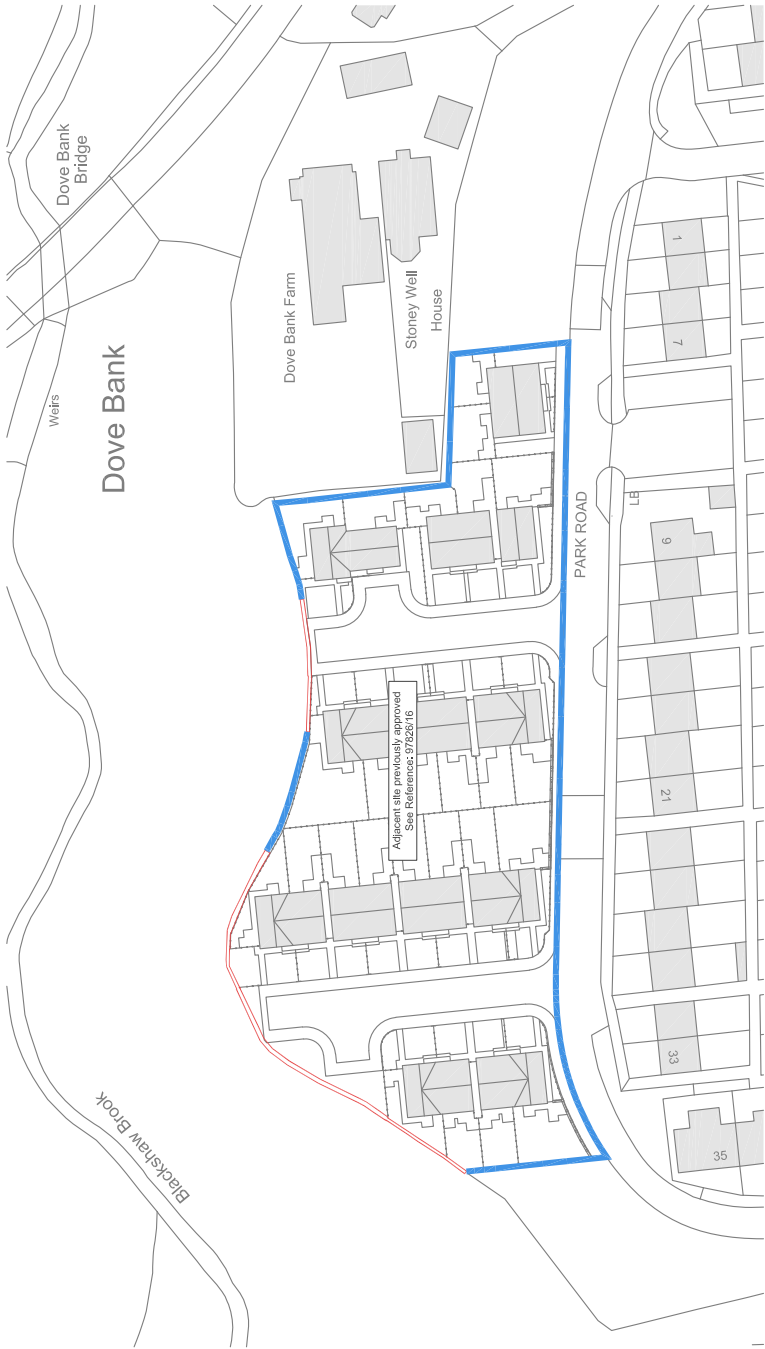 Dove Bank
Bridge
Weirs
Dove Bank
Dove Bank Farm
Stoney Well
House
1
7
PARK ROAD
LB
9
21
33
35
Adjacent site previously approved
See Reference: 97826/16
Blackshaw Brook